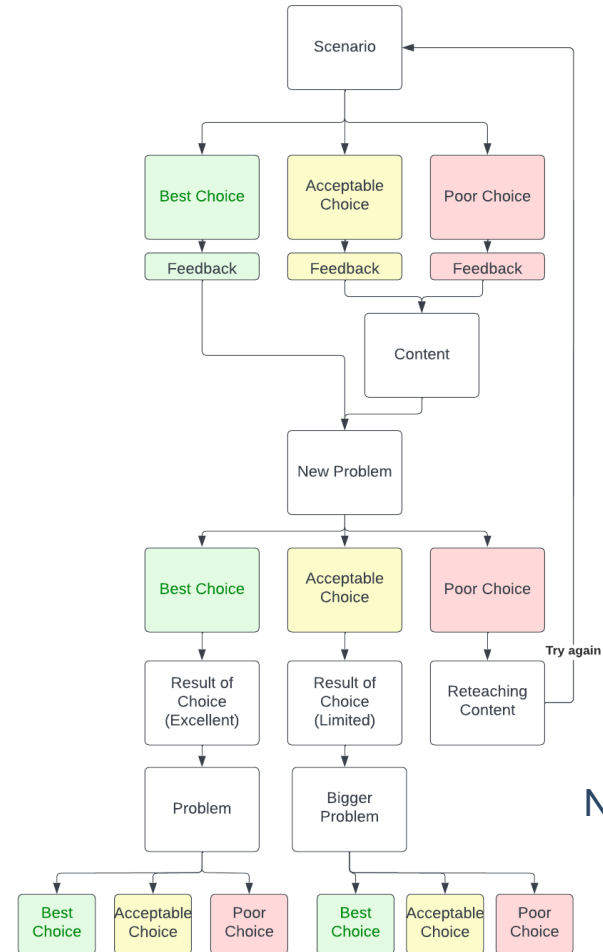 Scenario
Best Choice
Acceptable
Choice
Poor Choice
Feedback
Feedback
Feedback
Content
New Problem
Best Choice
Acceptable
Choice
Poor Choice
Try again
Result of
Choice
(Excellent)
Result of
Choice
(Limited)
Reteaching
Content
Problem
Bigger
Problem
N
Best
Choice
Acceptable
Choice
Poor
Choice
Best
Choice
Acceptable
Choice
Poor
Choice